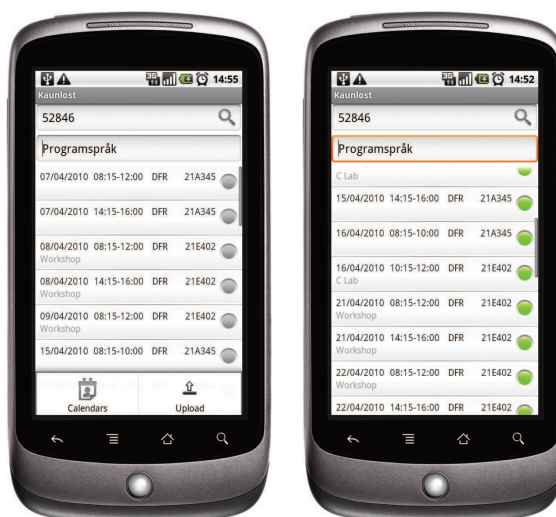 3G
14:55
Kaunlost
52846
Programspråk
07/04/2010 08:15-12:00 DFR 21A345
07/04/2010 14:15-16:00 DFR 21A345
08/04/2010 08:15-12:00 DFR 21E402
Workshop
08/04/2010 14:15-16:00 DFR 21E402
Workshop
09/04/2010 08:15-12:00 DFR 21E402
Workshop
15/04/2010 08:15-10:00 DFR 21A345
Calendars Upload
3G
14:52
Kaunlost
52846
Programspråk
C Lab
15/04/2010 14:15-16:00 DFR 21A345
16/04/2010 08:15-10:00 DFR 21A345
16/04/2010 10:15-12:00 DFR 21E402
C Lab
21/04/2010 08:15-12:00 DFR 21E402
Workshop
21/04/2010 14:15-16:00 DFR 21E402
Workshop
22/04/2010 08:15-12:00 DFR 21E402
Workshop
22/04/2010 14:15-16:00 DFR 21E402